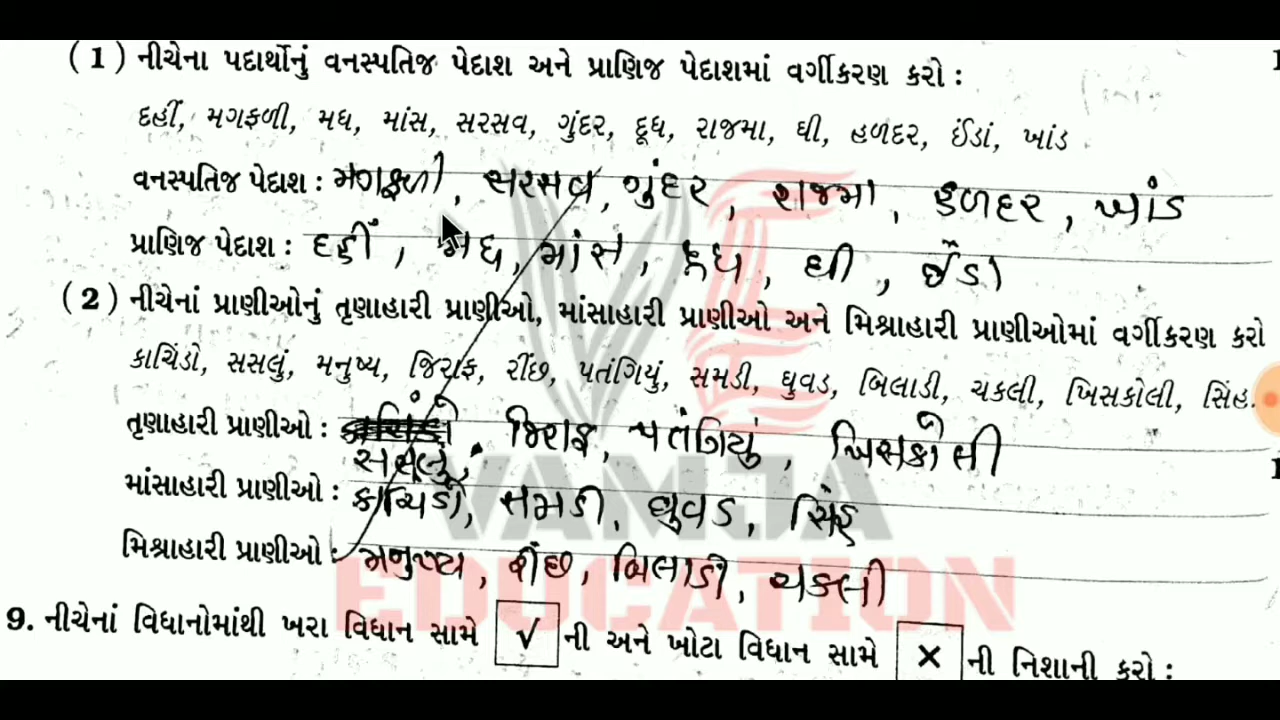 (1) નીચેના પદાર્થોનું વનસ્પતિજ પેદાશ અને પ્રાણિજ પેદાશમાં વર્ગીકરણ કરો :
દહીં, મગફળી, મધ, માંસ, સરસવ, ગુંદર, દૂધ, રાજમા, ઘી, હળદર, ઈંડાં, ખાંડ
વનસ્પતિજ પેદાશ : મગફળી, સરસવ, ગુંદર, રાજમા, હળદર, ખાંડ
પ્રાણિજ પેદાશ : દહીં, મધ, માંસ, દૂધ, ઘી, ઈંડા
(2) નીચેનાં પ્રાણીઓનું તૃણાહારી પ્રાણીઓ, માંસાહારી પ્રાણીઓ અને મિશ્રાહારી પ્રાણીઓમાં વર્ગીકરણ કરો
કાચિંડો, સસલું, મનુષ્ય, જિરાફ, રીંછ, પતંગિયું, સમડી, ઘુવડ, બિલાડી, ચકલી, ખિસકોલી, સિંહ.
તૃણાહારી પ્રાણીઓ : જિરાફ, પતંગિયું, ખિસકોલી
સસલું,
માંસાહારી પ્રાણીઓ : કાચિંડો, સમડી, ઘુવડ, સિંહ
મિશ્રાહારી પ્રાણીઓ : મનુષ્ય, રીંછ, બિલાડી, ચકલી
9. નીચેનાં વિધાનોમાંથી ખરા વિધાન સામે √ ની અને ખોટા વિધાન સામે × ની નિશાની કરો :
VANJA
EDUCATION